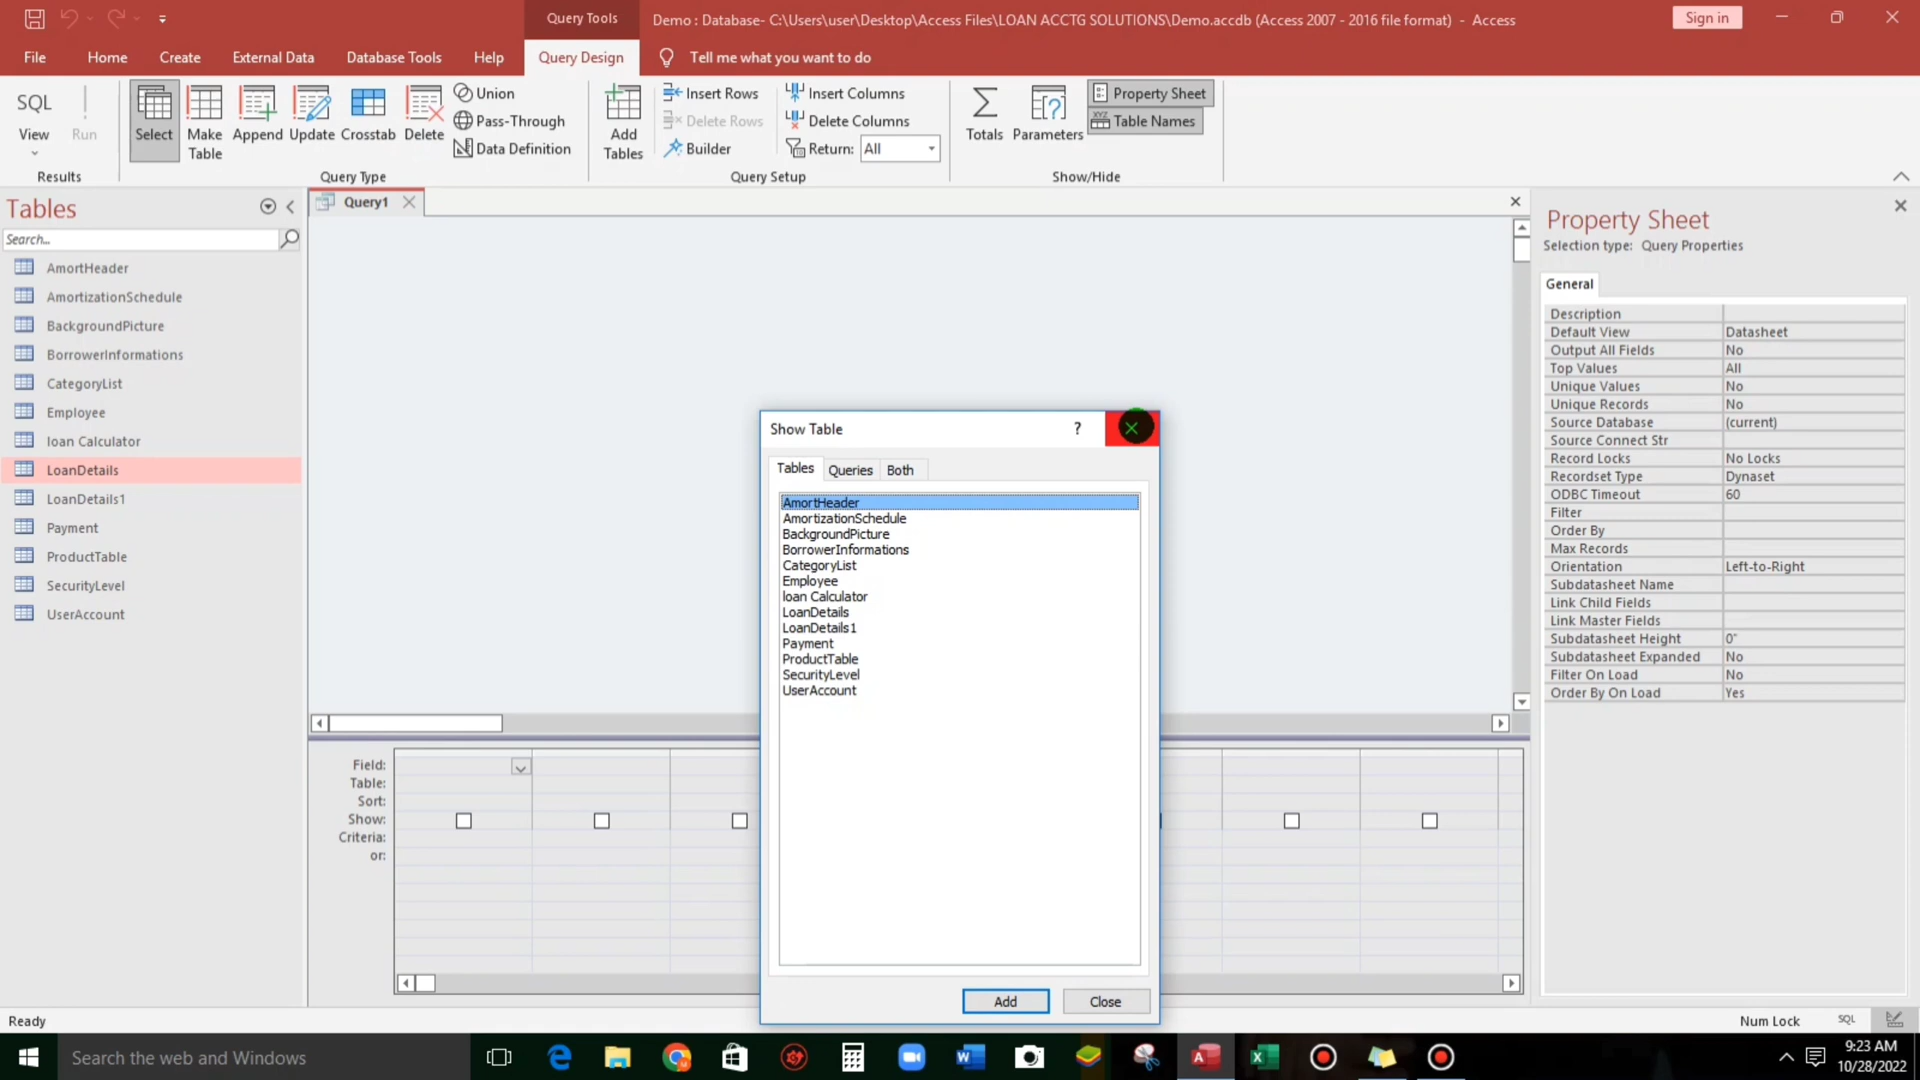 Query Tools
Demo : Database- C:\Users\user\Desktop\Access Files\LOAN ACCTG SOLUTIONS\Demo.accdb (Access 2007 - 2016 file format)  -  Access
Sign in
File
Home
Create
External Data
Database Tools
Help
Query Design
Tell me what you want to do
SQL
View
Run
Results
Select
Make Table
Append
Update
Crosstab
Delete
Union
Pass-Through
Data Definition
Query Type
Add Tables
Insert Rows
Delete Rows
Builder
Insert Columns
Delete Columns
Return: All
Query Setup
Totals
Parameters
Property Sheet
XYZ Table Names
Show/Hide
Tables
Search...
AmortHeader
AmortizationSchedule
BackgroundPicture
BorrowerInformations
CategoryList
Employee
loan Calculator
LoanDetails
LoanDetails1
Payment
ProductTable
SecurityLevel
UserAccount
Query1
Field:
Table:
Sort:
Show:
Criteria:
or:
Show Table
?
Tables
Queries
Both
AmortHeader
AmortizationSchedule
BackgroundPicture
BorrowerInformations
CategoryList
Employee
loan Calculator
LoanDetails
LoanDetails1
Payment
ProductTable
SecurityLevel
UserAccount
Add
Close
Property Sheet
Selection type: Query Properties
General
Description
Default View Datasheet
Output All Fields No
Top Values All
Unique Values No
Unique Records No
Source Database (current)
Source Connect Str
Record Locks No Locks
Recordset Type Dynaset
ODBC Timeout 60
Filter
Order By
Max Records
Orientation Left-to-Right
Subdatasheet Name
Link Child Fields
Link Master Fields
Subdatasheet Height 0"
Subdatasheet Expanded No
Filter On Load No
Order By On Load Yes
Ready
Num Lock
SQL
Search the web and Windows
9:23 AM
10/28/2022